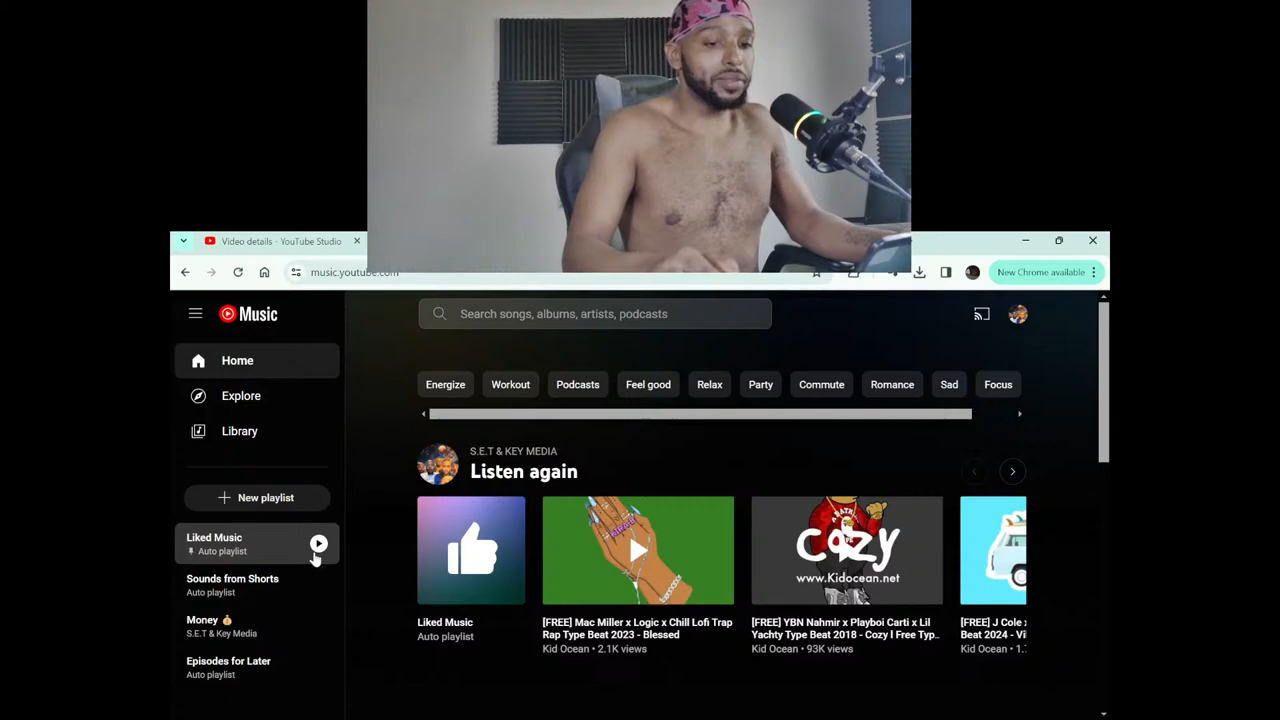 Video details - YouTube Studio
music.youtube.com
New Chrome available
Music
Search songs, albums, artists, podcasts
Home
Explore
Library
Energize
Workout
Podcasts
Feel good
Relax
Party
Commute
Romance
Sad
Focus
S.E.T & KEY MEDIA
Listen again
New playlist
Liked Music
Auto playlist
Sounds from Shorts
Auto playlist
Money 💰
S.E.T & Key Media
Episodes for Later
Auto playlist
cozy
www.Kidocean.net
Liked Music
Auto playlist
[FREE] Mac Miller x Logic x Chill Lofi Trap
Rap Type Beat 2023 - Blessed
Kid Ocean • 2.1K views
[FREE] YBN Nahmir x Playboi Carti x Lil
Yachty Type Beat 2018 - Cozy l Free Typ...
Kid Ocean • 93K views
[FREE] J Cole x
Beat 2024 -
Kid Ocean •